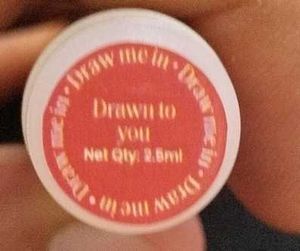 • Draw me in • Draw me in • Draw me in • Draw me in
Drawn to
you
Net Qty: 2.5ml